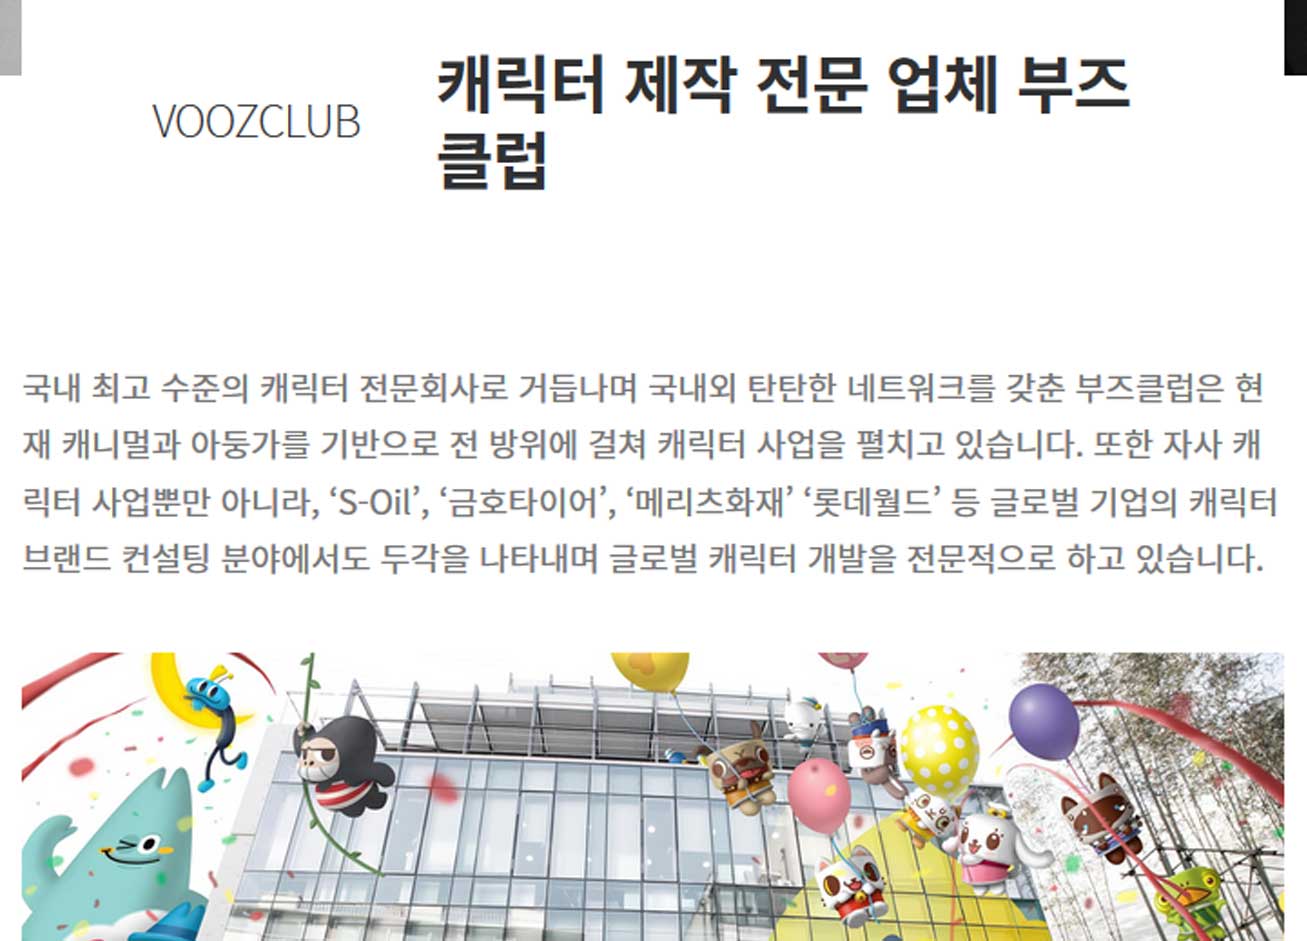 VOOZCLUB
캐릭터 제작 전문 업체 부즈
클럽
국내 최고 수준의 캐릭터 전문회사로 거듭나며 국내외 탄탄한 네트워크를 갖춘 부즈클럽은 현
재 캐니멀과 아둥가를 기반으로 전 방위에 걸쳐 캐릭터 사업을 펼치고 있습니다. 또한 자사 캐
릭터 사업뿐만 아니라, ‘S-Oil’, ‘금호타이어’, ‘메리츠화재’ ‘롯데월드’ 등 글로벌 기업의 캐릭터
브랜드 컨설팅 분야에서도 두각을 나타내며 글로벌 캐릭터 개발을 전문적으로 하고 있습니다.